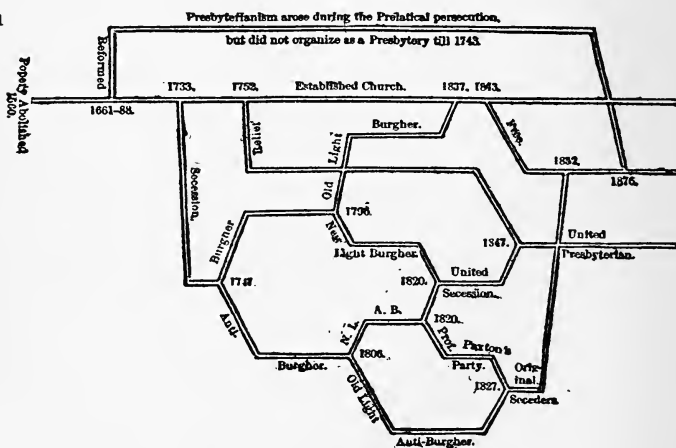 Presbyterianism arose during the Prelatical persecution,
but did not organize as a Presbytery till 1743.
Reformed
Popery Abolished
1560.
1661-88.
1733.
1752.
Established Church.
1837.
1843.
Secession.
Relief
Light
Burgher.
Free.
1852.
1876.
Old
1796
New
Light Burgher.
Burgher
1747.
1847.
United
Presbyterian.
1820.
United
Secession.
Anti-
Burgher.
N. L.
A. B.
1820.
1806.
Old Light
Prof.
Paxton's
Party.
1827.
Orig-
inal.
Seceders.
Anti-Burgher.